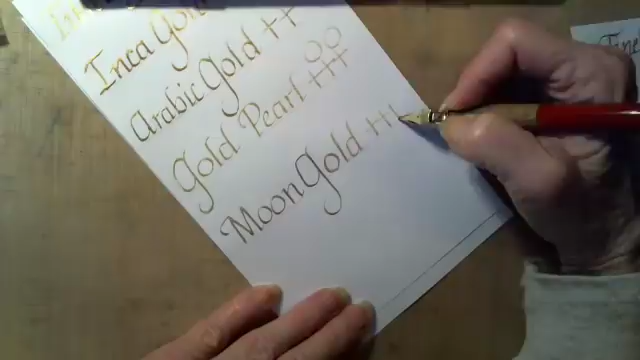 Inca Gold
Arabic Gold ++
Gold Pearl +++
Moon Gold ++